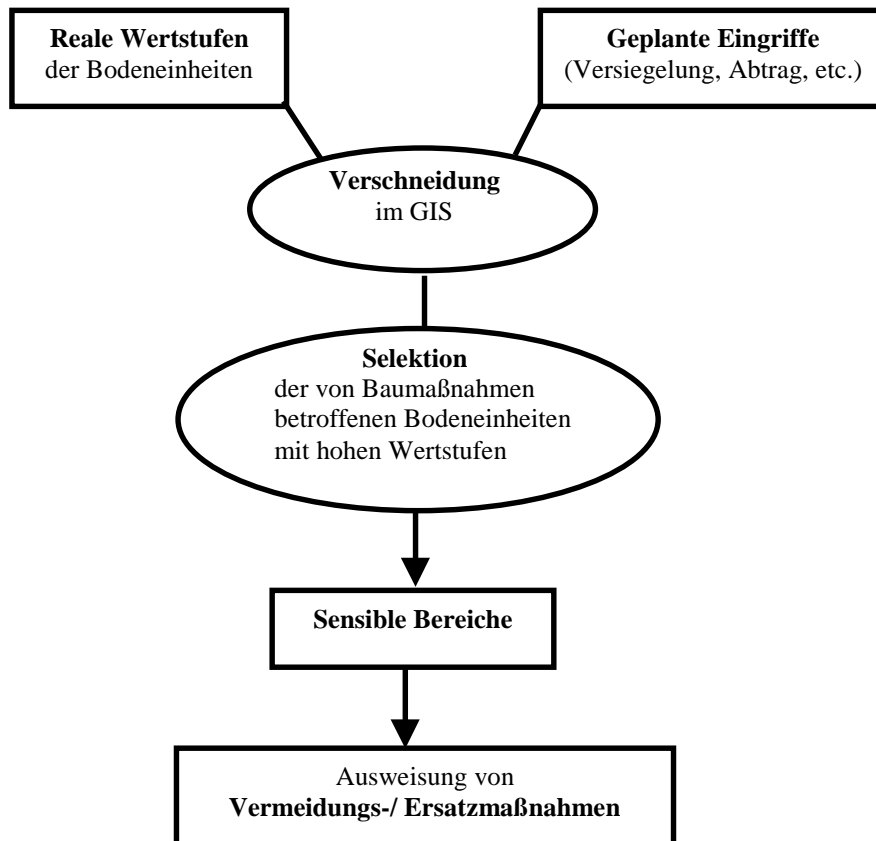 Reale Wertstufen
der Bodeneinheiten
Geplante Eingriffe
(Versiegelung, Abtrag, etc.)
Verschneidung
im GIS
Selektion
der von Baumaßnahmen
betroffenen Bodeneinheiten
mit hohen Wertstufen
Sensible Bereiche
Ausweisung von
Vermeidungs-/ Ersatzmaßnahmen